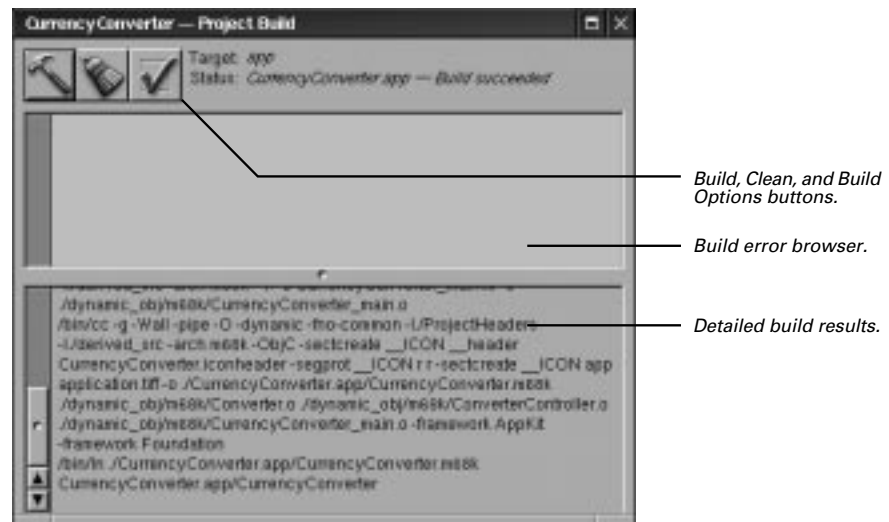 CurrencyConverter — Project Build
Target: app
Status: CurrencyConverter.app — Build succeeded
Build, Clean, and Build
Options buttons.
Build error browser.
./dynamic_obj/m68k/CurrencyConverter_main.o
/bin/cc -g -Wall -pipe -O -dynamic -fno-common -I./ProjectHeaders
-I./derived_src -arch m68k -ObjC -sectcreate __ICON __header
CurrencyConverter.iconheader -segprot __ICON r r -sectcreate __ICON app
application.tiff -o ./CurrencyConverter.app/CurrencyConverter.m68k
./dynamic_obj/m68k/Converter.o ./dynamic_obj/m68k/ConverterController.o
./dynamic_obj/m68k/CurrencyConverter_main.o -framework AppKit
-framework Foundation
/bin/ln ./CurrencyConverter.app/CurrencyConverter.m68k
CurrencyConverter.app/CurrencyConverter
Detailed build results.